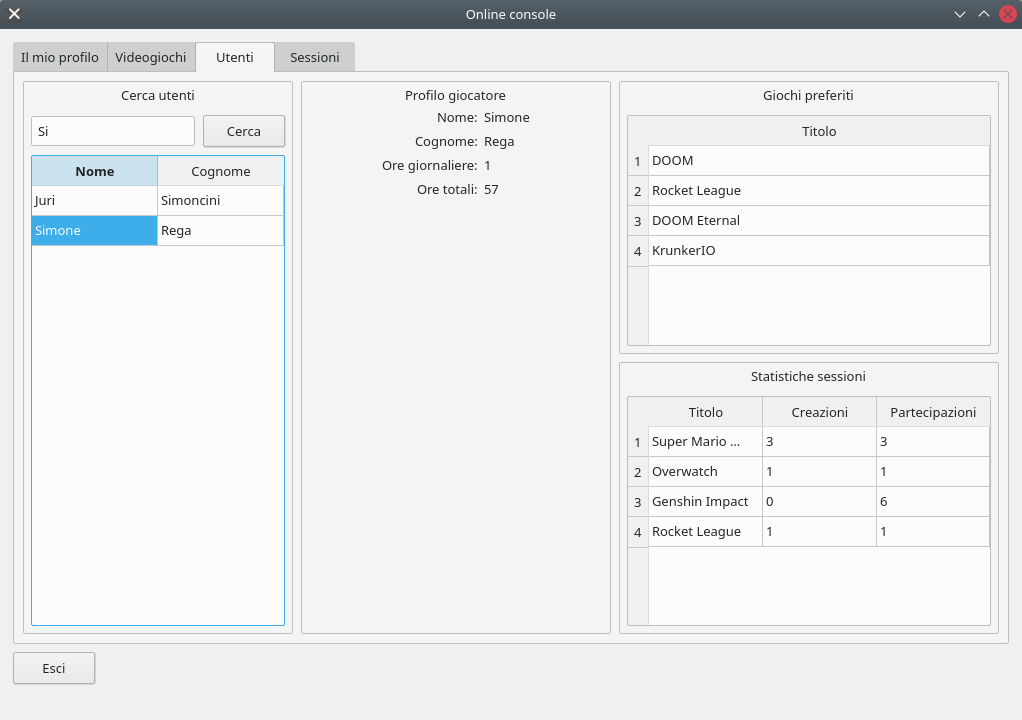 Online console
Il mio profilo Videogiochi Utenti Sessioni
Cerca utenti
Si Cerca
Nome Cognome
Juri Simoncini
Simone Rega
Profilo giocatore
Nome: Simone
Cognome: Rega
Ore giornaliere: 1
Ore totali: 57
Giochi preferiti
Titolo
1 DOOM
2 Rocket League
3 DOOM Eternal
4 KrunkerIO
Statistiche sessioni
Titolo Creazioni Partecipazioni
1 Super Mario ... 3 3
2 Overwatch 1 1
3 Genshin Impact 0 6
4 Rocket League 1 1
Esci